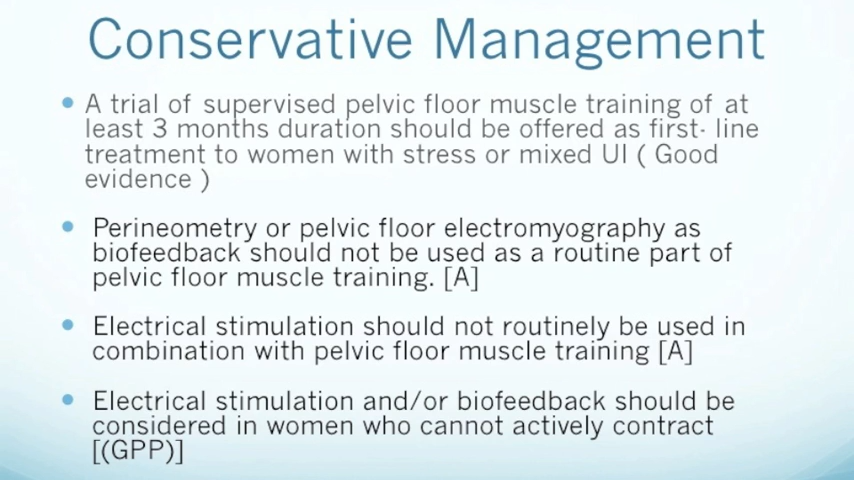 Conservative Management
• A trial of supervised pelvic floor muscle training of at
least 3 months duration should be offered as first- line
treatment to women with stress or mixed UI ( Good
evidence )
• Perineometry or pelvic floor electromyography as
biofeedback should not be used as a routine part of
pelvic floor muscle training. [A]
• Electrical stimulation should not routinely be used in
combination with pelvic floor muscle training [A]
• Electrical stimulation and/or biofeedback should be
considered in women who cannot actively contract
[(GPP)]